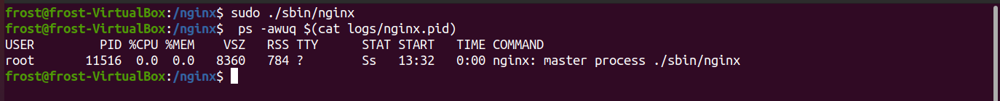 frost@frost-VirtualBox:/nginx$ sudo ./sbin/nginx
frost@frost-VirtualBox:/nginx$  ps -awuq $(cat logs/nginx.pid)
USER         PID %CPU %MEM    VSZ   RSS TTY      STAT START   TIME COMMAND
root       11516  0.0  0.0   8360   784 ?        Ss   13:32   0:00 nginx: master process ./sbin/nginx
frost@frost-VirtualBox:/nginx$